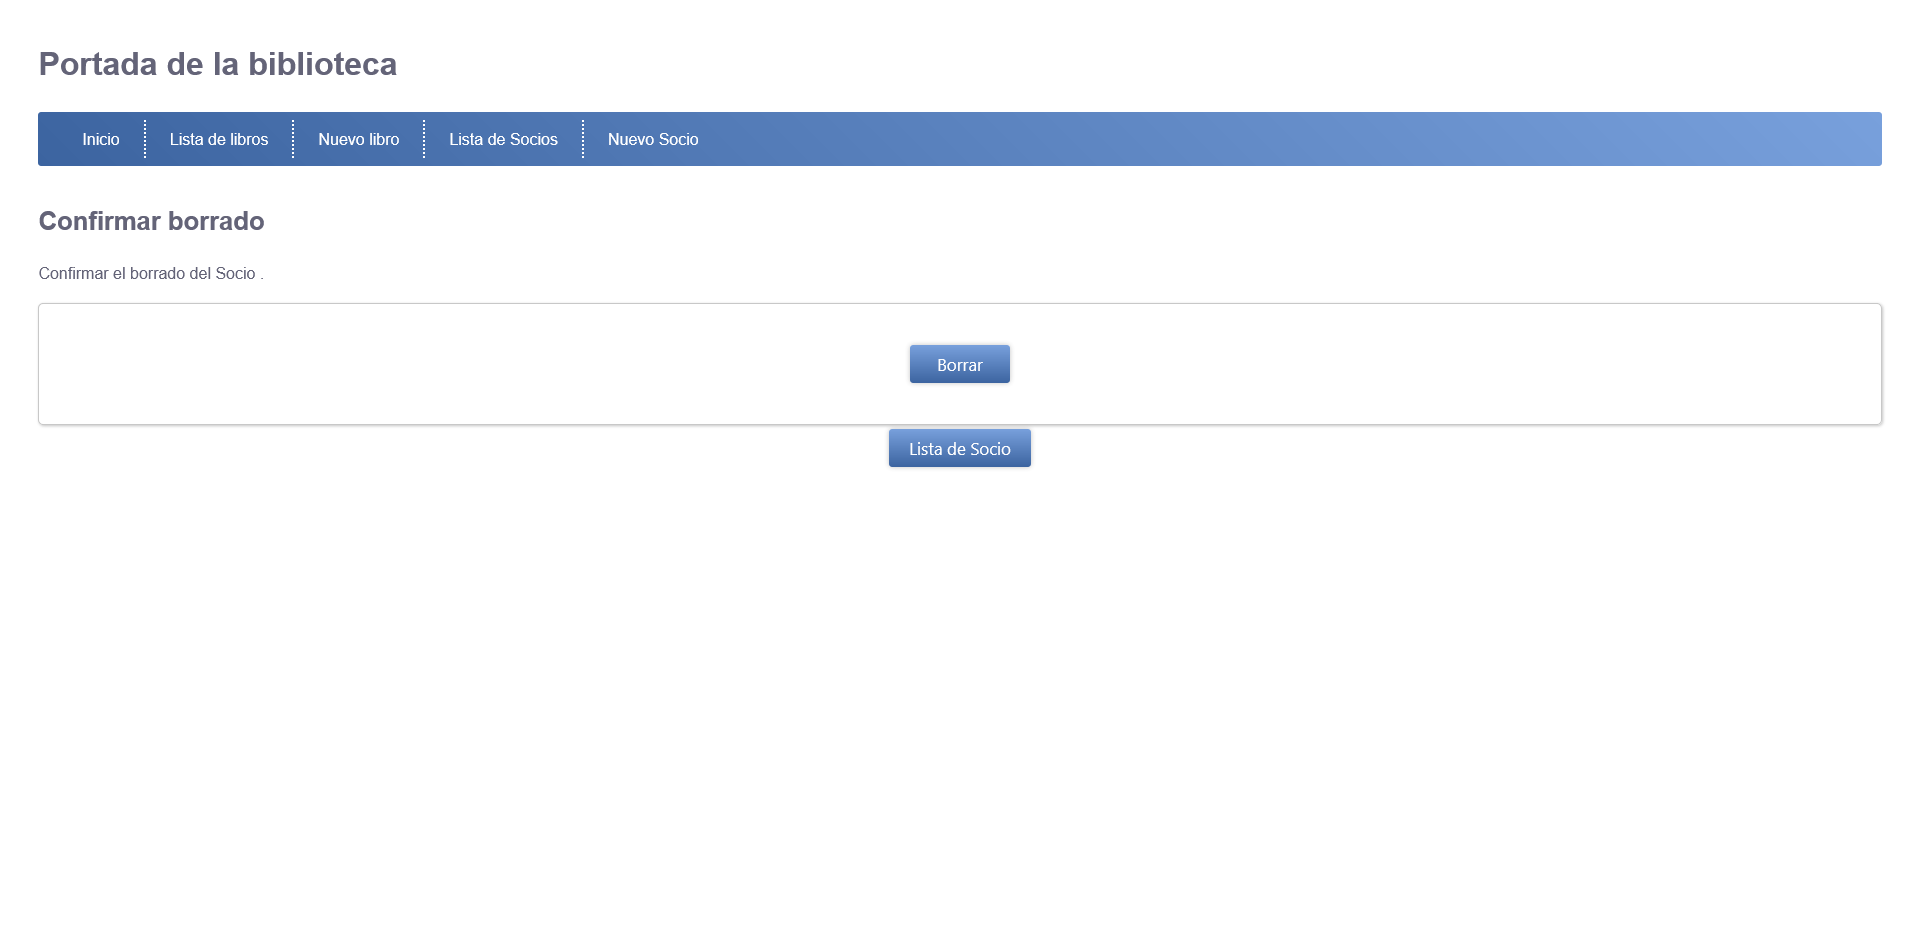 Portada de la biblioteca
Inicio
Lista de libros
Nuevo libro
Lista de Socios
Nuevo Socio
Confirmar borrado
Confirmar el borrado del Socio .
Borrar
Lista de Socio